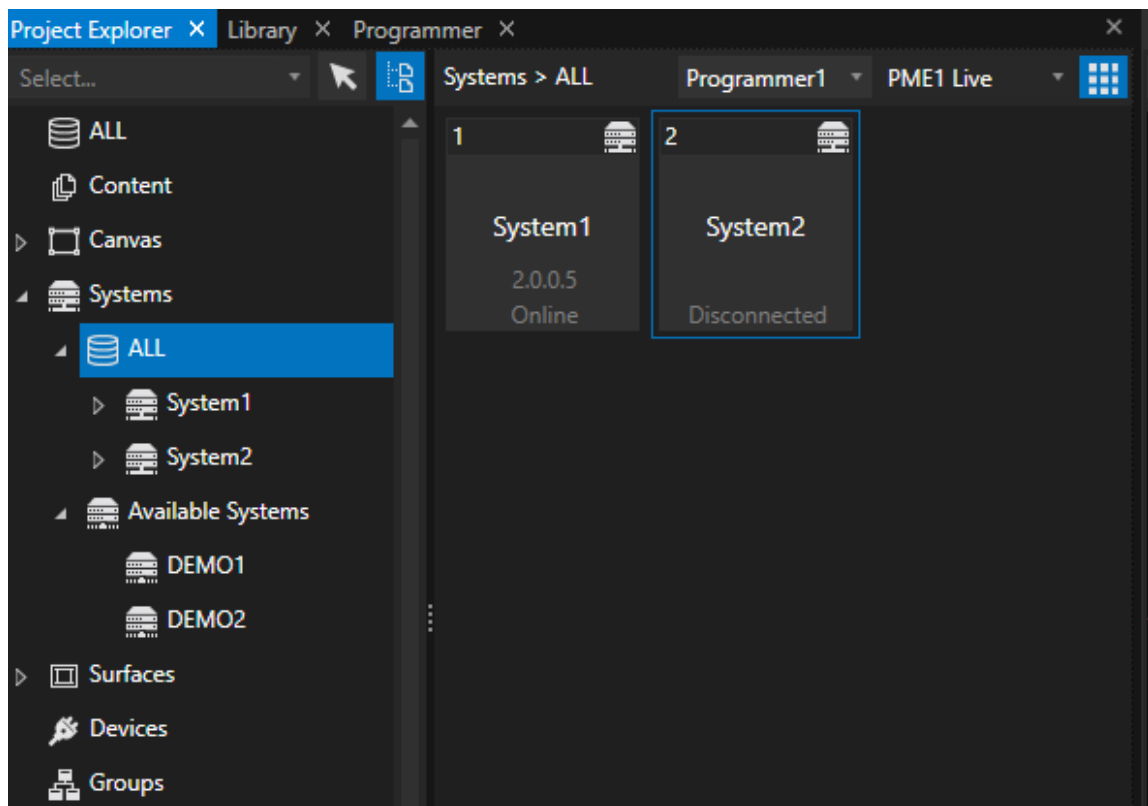 Project Explorer Library Programmer
Select...
Systems > ALL Programmer1 PME1 Live
ALL
Content
Canvas
Systems
ALL
System1
System2
Available Systems
DEMO1
DEMO2
Surfaces
Devices
Groups
1
System1
2.0.0.5
Online
2
System2
Disconnected